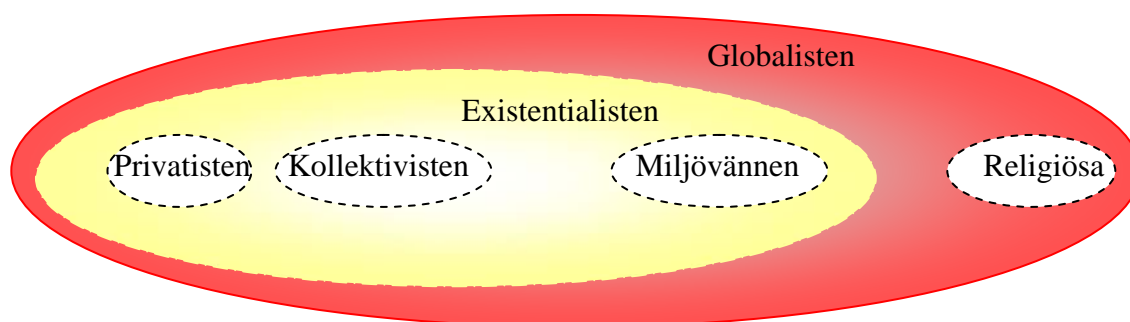 Globalisten
Existentialisten
Privatisten Kollektivisten Miljövännen Religiösa